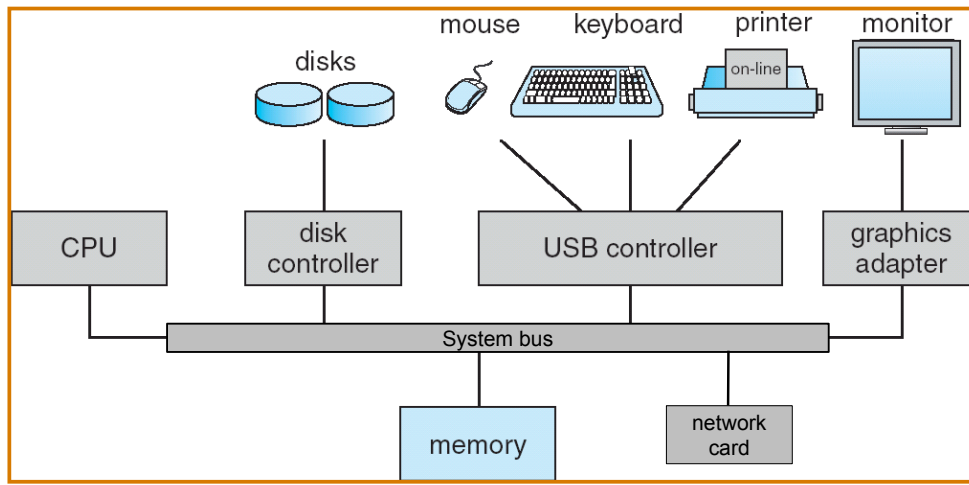 mouse
keyboard
printer
monitor
disks
on-line
CPU
disk
controller
USB controller
graphics
adapter
System bus
memory
network
card